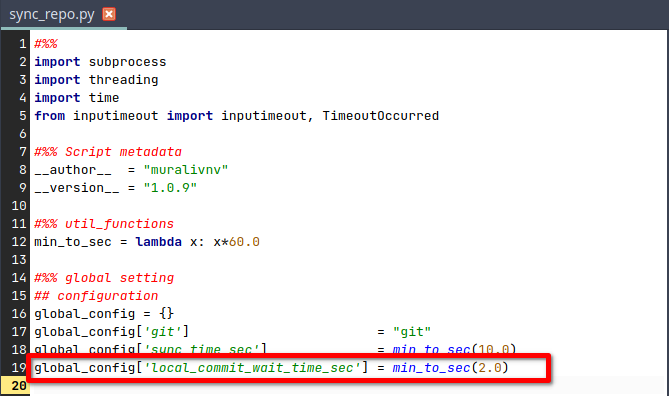 sync_repo.py
1 #%%
2 import subprocess
3 import threading
4 import time
5 from inputimeout import inputimeout, TimeoutOccurred
6
7 #%% Script metadata
8 __author__  = "muralivnv"
9 __version__ = "1.0.9"
10
11 #%% util_functions
12 min_to_sec = lambda x: x*60.0
13
14 #%% global setting
15 ## configuration
16 global_config = {}
17 global_config['git']                        = "git"
18 global_config['sync_time_sec']              = min_to_sec(10.0)
19 global_config['local_commit_wait_time_sec'] = min_to_sec(2.0)
20